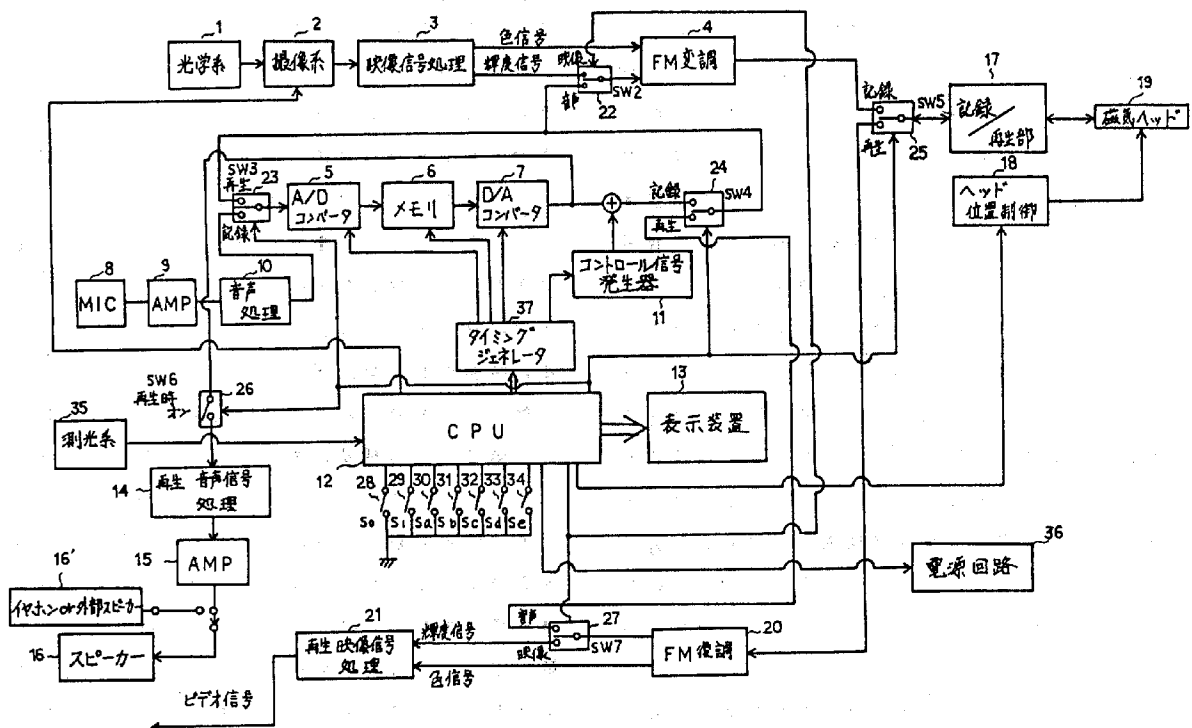 1
光学系
2
撮像系
3
映像信号処理
色信号
輝度信号
映像
音
SW2
22
4
FM変調
記録
再生
SW5
25
17
記録/再生部
19
磁気ヘッド
18
ヘッド
位置制御
SW3
再生
23
記録
5
A/D
コンバータ
6
メモリ
7
D/A
コンバータ
記録
再生
24
SW4
コントロール信号
発生器
11
8
MIC
9
AMP
10
音声
処理
37
タイミング
ジェネレータ
SW6
再生時
オン
26
35
測光系
CPU
12
13
表示装置
28
29
30
31
32
33
34
S0
S1
Sa
Sb
Sc
Sd
Se
14
再生音声信号
処理
15
AMP
16'
イヤホンor外部スピーカー
16
スピーカー
36
電源回路
21
再生映像信号
処理
輝度信号
色信号
音声
映像
27
SW7
20
FM復調
ビデオ信号